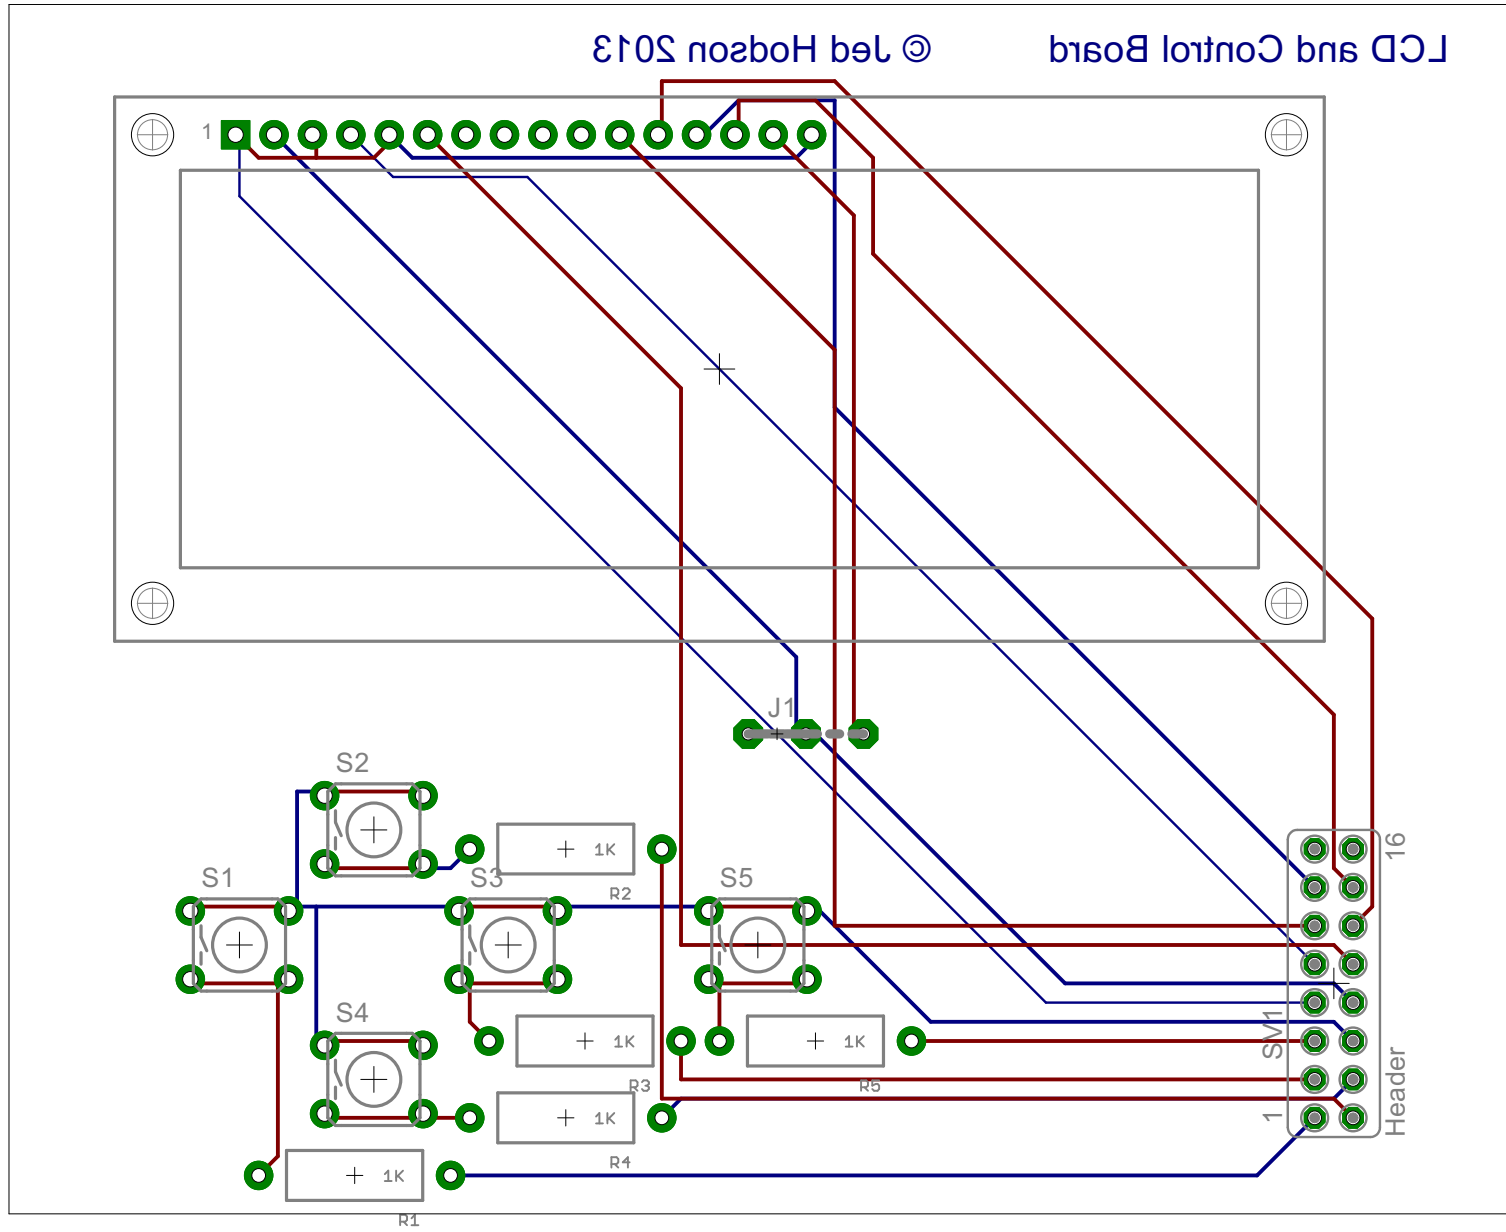 LCD and Control Board
© Jed Hodson 2013
1
J1
S2
1K
R2
S1
S3
S5
16
S4
1K
R3
1K
R5
SV1
Header
1
1K
R4
1K
R1